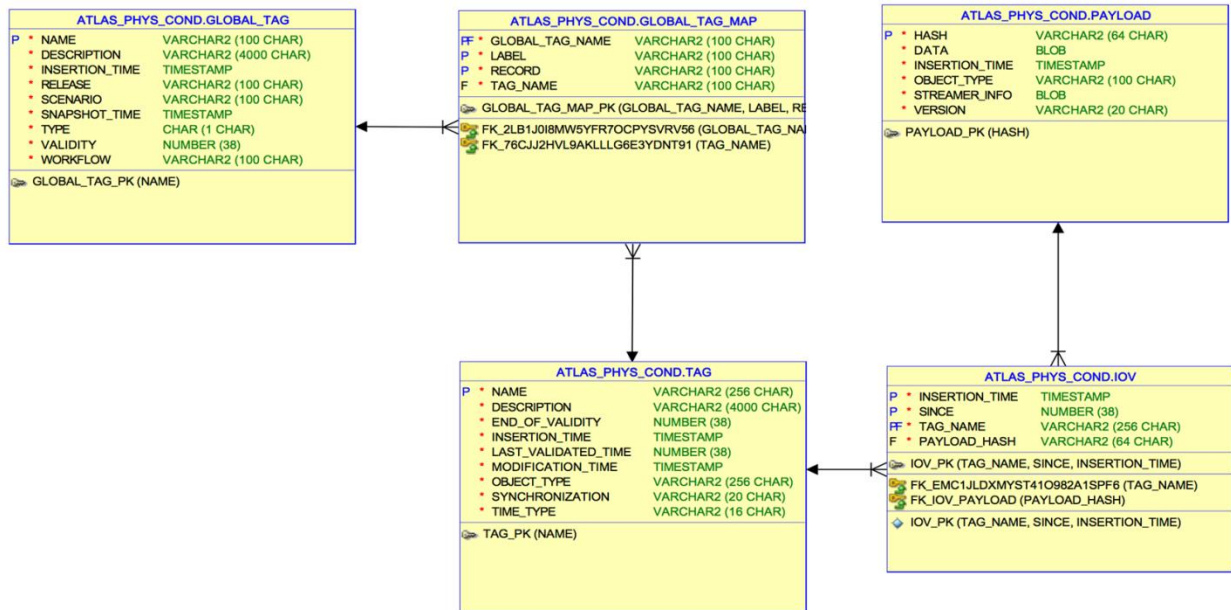 ATLAS_PHYS_COND.GLOBAL_TAG
P * NAME VARCHAR2 (100 CHAR)
* DESCRIPTION VARCHAR2 (4000 CHAR)
* INSERTION_TIME TIMESTAMP
* RELEASE VARCHAR2 (100 CHAR)
* SCENARIO VARCHAR2 (100 CHAR)
* SNAPSHOT_TIME TIMESTAMP
* TYPE CHAR (1 CHAR)
* VALIDITY NUMBER (38)
* WORKFLOW VARCHAR2 (100 CHAR)
GLOBAL_TAG_PK (NAME)
ATLAS_PHYS_COND.GLOBAL_TAG_MAP
PF * GLOBAL_TAG_NAME VARCHAR2 (100 CHAR)
P * LABEL VARCHAR2 (100 CHAR)
P * RECORD VARCHAR2 (100 CHAR)
F * TAG_NAME VARCHAR2 (100 CHAR)
GLOBAL_TAG_MAP_PK (GLOBAL_TAG_NAME, LABEL, RE
FK_2LB1J0I8MW5YFR7OCPYSVRV56 (GLOBAL_TAG_NA
FK_76CJJ2HVL9AKLLLG6E3YDNT91 (TAG_NAME)
ATLAS_PHYS_COND.PAYLOAD
P * HASH VARCHAR2 (64 CHAR)
* DATA BLOB
* INSERTION_TIME TIMESTAMP
* OBJECT_TYPE VARCHAR2 (100 CHAR)
* STREAMER_INFO BLOB
* VERSION VARCHAR2 (20 CHAR)
PAYLOAD_PK (HASH)
ATLAS_PHYS_COND.TAG
P * NAME VARCHAR2 (256 CHAR)
* DESCRIPTION VARCHAR2 (4000 CHAR)
* END_OF_VALIDITY NUMBER (38)
* INSERTION_TIME TIMESTAMP
* LAST_VALIDATED_TIME NUMBER (38)
* MODIFICATION_TIME TIMESTAMP
* OBJECT_TYPE VARCHAR2 (256 CHAR)
* SYNCHRONIZATION VARCHAR2 (20 CHAR)
* TIME_TYPE VARCHAR2 (16 CHAR)
TAG_PK (NAME)
ATLAS_PHYS_COND.IOV
P * INSERTION_TIME TIMESTAMP
P * SINCE NUMBER (38)
PF * TAG_NAME VARCHAR2 (256 CHAR)
F * PAYLOAD_HASH VARCHAR2 (64 CHAR)
IOV_PK (TAG_NAME, SINCE, INSERTION_TIME)
FK_EMC1JLDXMYST41O982A1SPF6 (TAG_NAME)
FK_IOV_PAYLOAD (PAYLOAD_HASH)
IOV_PK (TAG_NAME, SINCE, INSERTION_TIME)